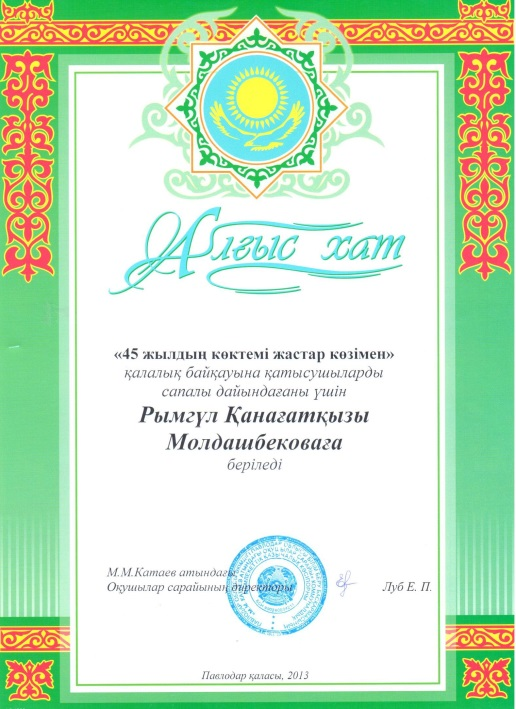 Алғыс хат
«45 жылдың көктемі жастар көзімен»
қалалық байқауына қатысушыларды
сапалы дайындағаны үшін
Рымгүл Қанағатқызы
Молдашбековаға
беріледі
М.М.Катаев атындағы
Оқушылар сарайының директоры Луб Е. П.
Павлодар қаласы, 2013